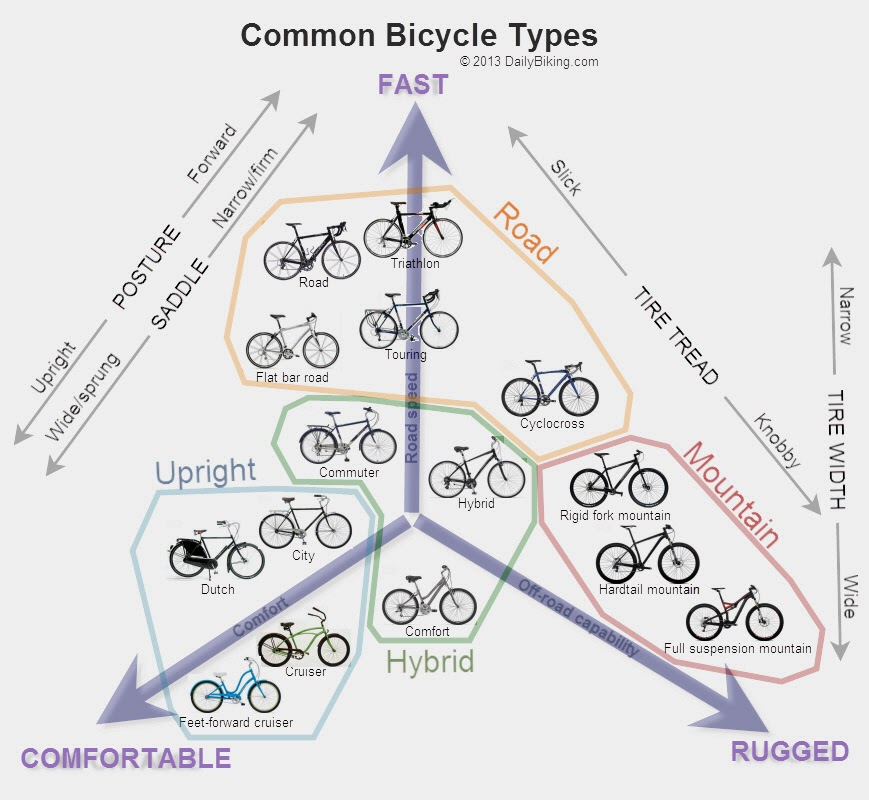 Common Bicycle Types
© 2013 DailyBiking.com
FAST
Forward
POSTURE
Upright
Narrow/firm
SADDLE
Wide/sprung
Slick
TIRE TREAD
Knobby
Narrow
TIRE WIDTH
Wide
Road
Road
Triathlon
Touring
Flat bar road
Cyclocross
Road speed
Commuter
Hybrid
Comfort
Hybrid
Upright
City
Dutch
Cruiser
Feet-forward cruiser
Comfort
Mountain
Rigid fork mountain
Hardtail mountain
Full suspension mountain
Off-road capability
COMFORTABLE
RUGGED